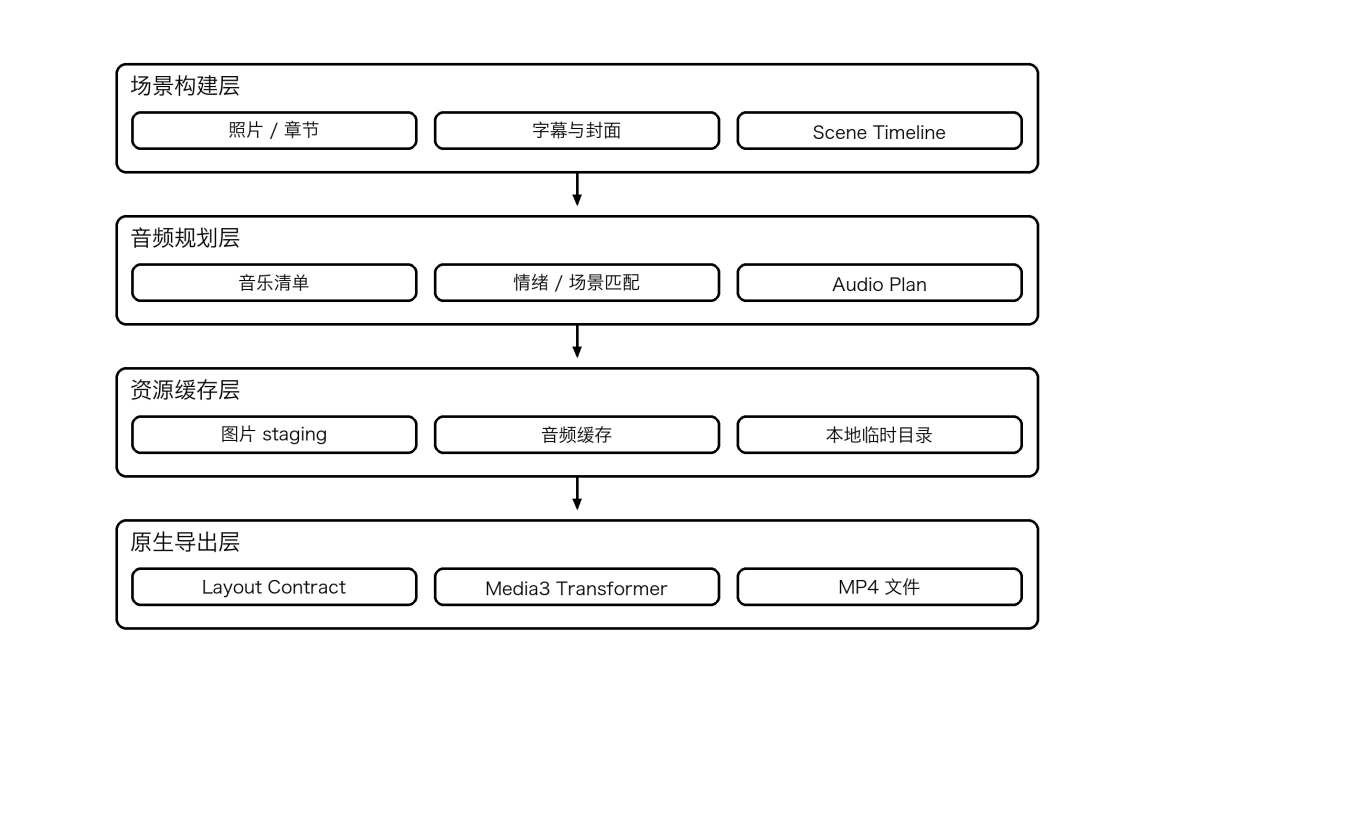 场景构建层
照片 / 章节
字幕与封面
Scene Timeline
音频规划层
音乐清单
情绪 / 场景匹配
Audio Plan
资源缓存层
图片 staging
音频缓存
本地临时目录
原生导出层
Layout Contract
Media3 Transformer
MP4 文件